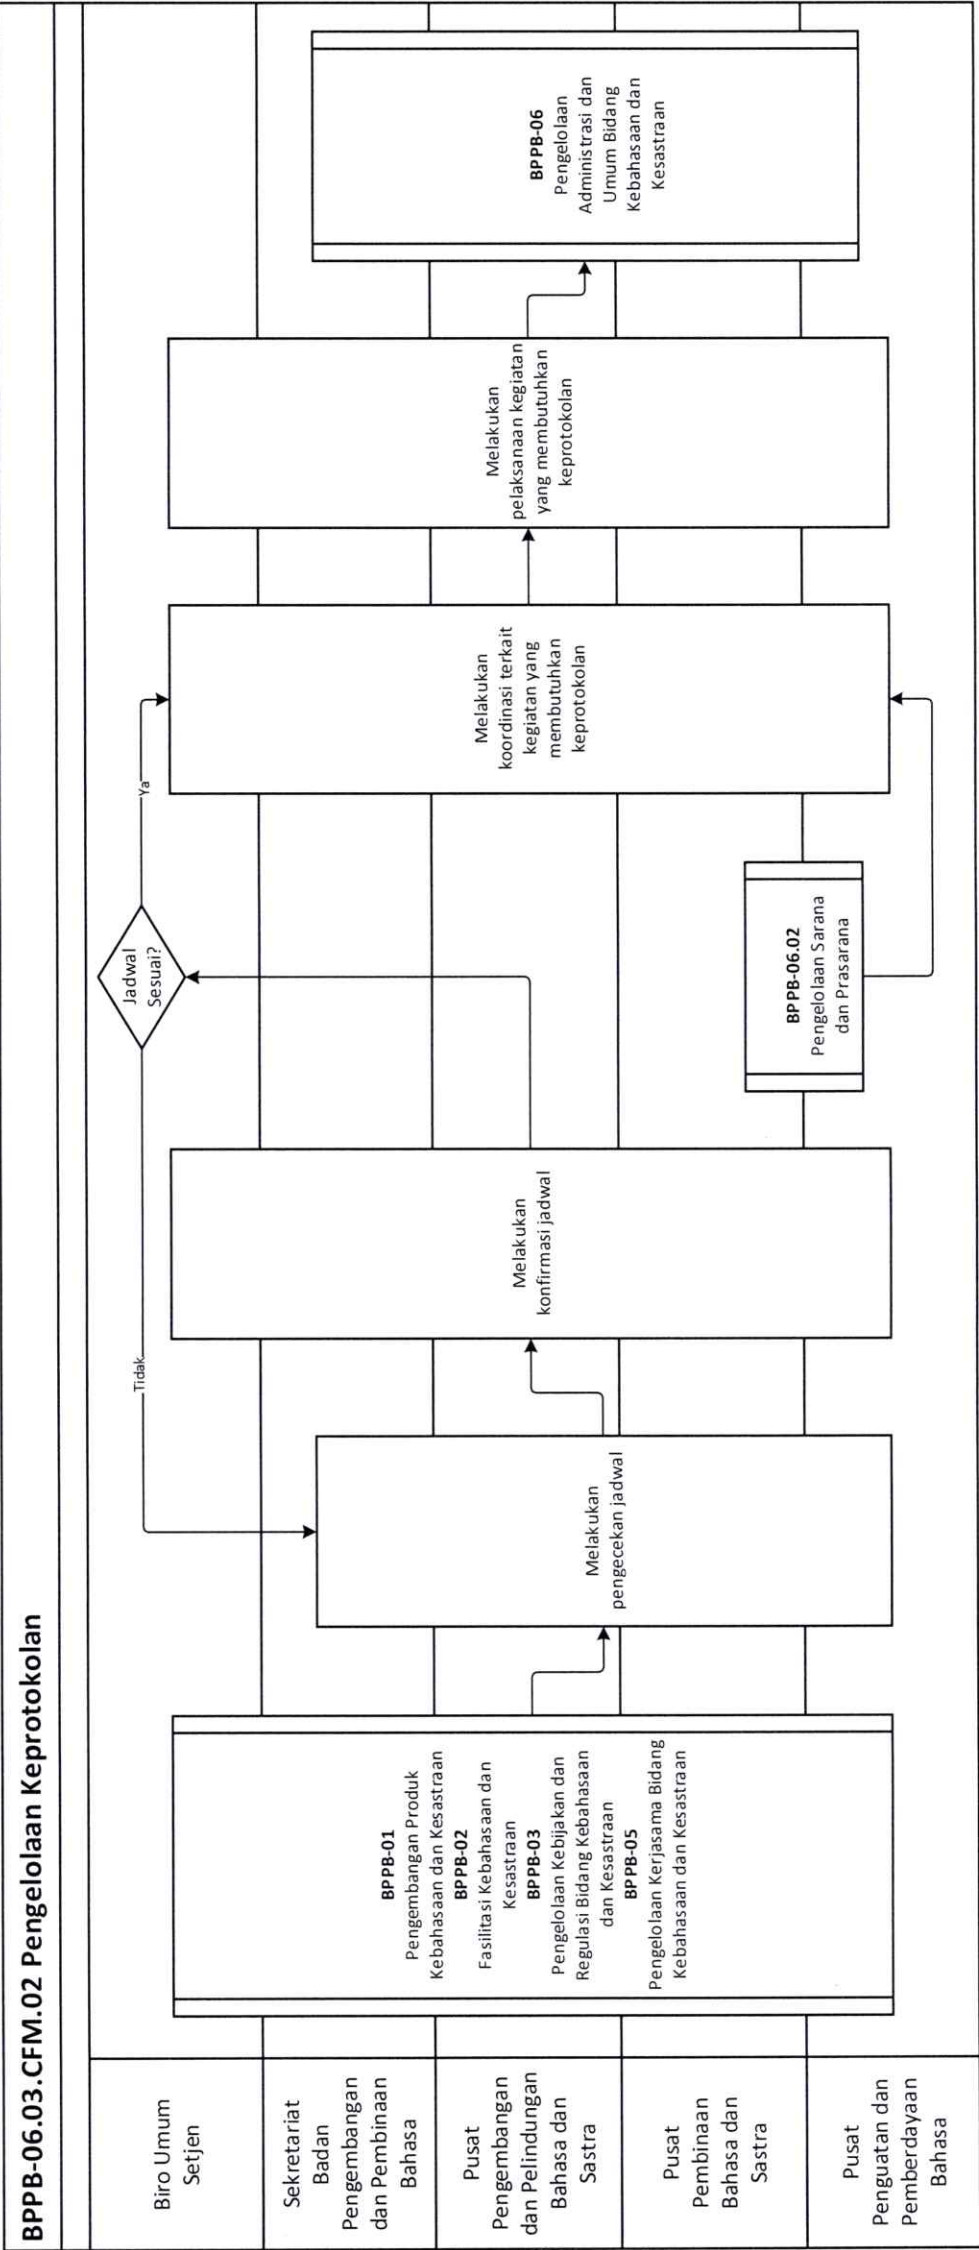 BPPB-06.03.CFM.02 Pengelolaan Keprotokolan
Biro Umum
Setjen
Sekretariat
Badan
Pengembangan
dan Pembinaan
Bahasa
Pusat
Pengembangan
dan Pelindungan
Bahasa dan
Sastra
Pusat
Pembinaan
Bahasa dan
Sastra
Pusat
Penguatan dan
Pemberdayaan
Bahasa
BPPB-01
Pengembangan Produk
Kebahasaan dan Kesastraan
BPPB-02
Fasilitasi Kebahasaan dan
Kesastraan
BPPB-03
Pengelolaan Kebijakan dan
Regulasi Bidang Kebahasaan
dan Kesastraan
BPPB-05
Pengelolaan Kerjasama Bidang
Kebahasaan dan Kesastraan
Melakukan
pengecekan jadwal
Tidak
Melakukan
konfirmasi jadwal
Jadwal
Sesuai?
Ya
BPPB-06.02
Pengelolaan Sarana
dan Prasarana
Melakukan
koordinasi terkait
kegiatan yang
membutuhkan
keprotokolan
Melakukan
pelaksanaan kegiatan
yang membutuhkan
keprotokolan
BPPB-06
Pengelolaan
Administrasi dan
Umum Bidang
Kebahasaan dan
Kesastraan